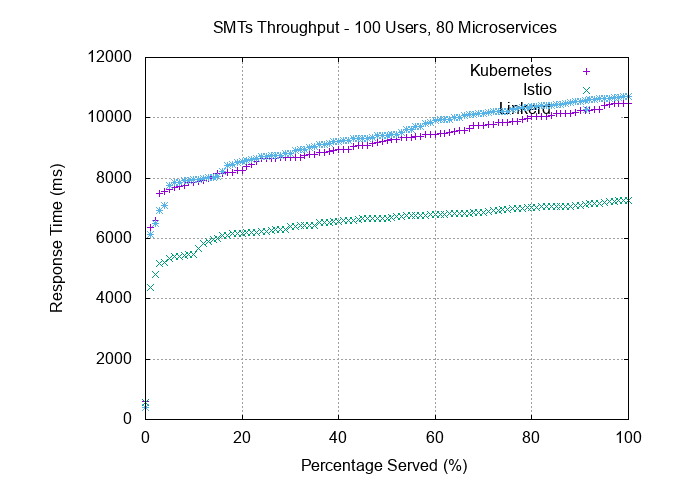 SMTs Throughput - 100 Users, 80 Microservices
12000
10000
8000
6000
4000
2000
0
Response Time (ms)
Kubernetes
Istio
Linkerd
0 20 40 60 80 100
Percentage Served (%)